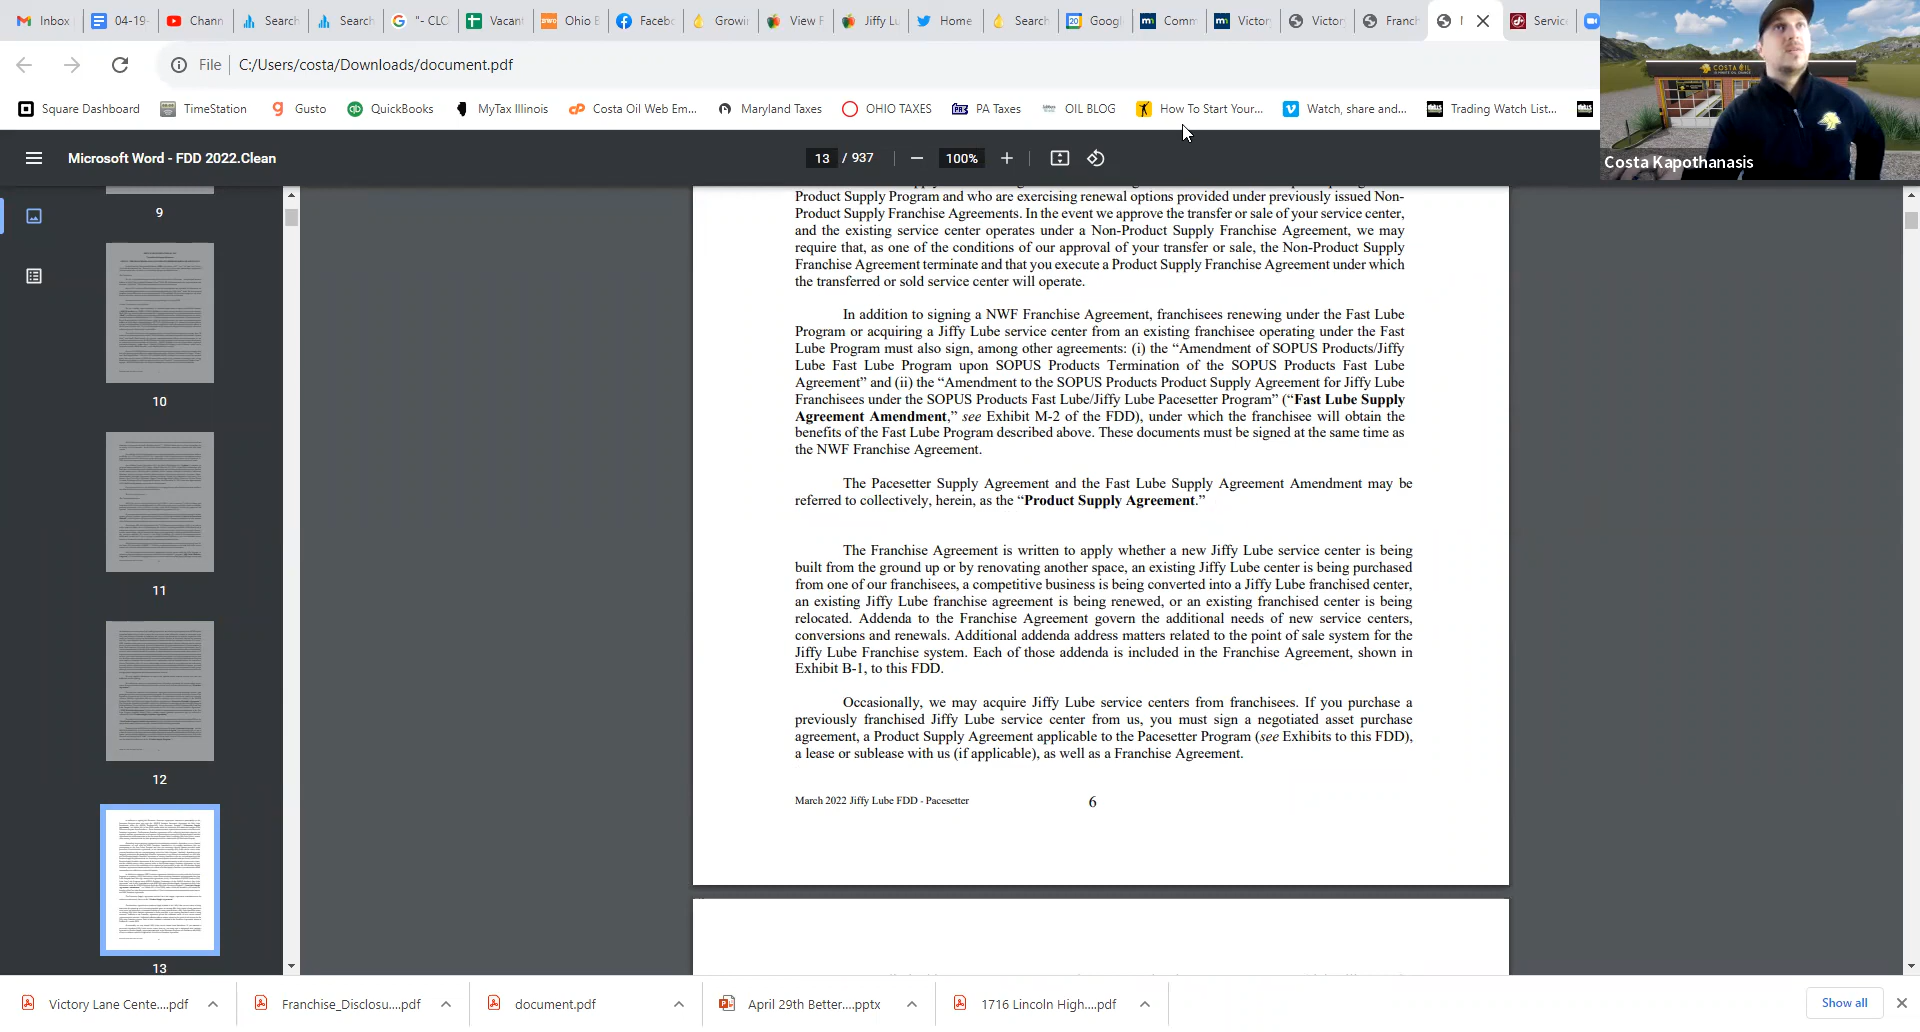 Inbox
04-19-
Chann
Search
Search
"- CLO
Vacant
Ohio E
Facebo
Growin
View F
Jiffy Lu
Home
Search
Googl
Comm
Victor
Victor
Franch
Servic
File
C:/Users/costa/Downloads/document.pdf
Square Dashboard
TimeStation
Gusto
QuickBooks
MyTax Illinois
Costa Oil Web Em...
Maryland Taxes
OHIO TAXES
PA Taxes
OIL BLOG
How To Start Your...
Watch, share and...
Trading Watch List...
COSTA OIL
Costa Kapothanasis
Microsoft Word - FDD 2022.Clean
13 / 937
100%
9
10
11
12
13
Product Supply Program and who are exercising renewal options provided under previously issued Non-
Product Supply Franchise Agreements. In the event we approve the transfer or sale of your service center,
and the existing service center operates under a Non-Product Supply Franchise Agreement, we may
require that, as one of the conditions of our approval of your transfer or sale, the Non-Product Supply
Franchise Agreement terminate and that you execute a Product Supply Franchise Agreement under which
the transferred or sold service center will operate.
In addition to signing a NWF Franchise Agreement, franchisees renewing under the Fast Lube
Program or acquiring a Jiffy Lube service center from an existing franchisee operating under the Fast
Lube Program must also sign, among other agreements: (i) the “Amendment of SOPUS Products/Jiffy
Lube Fast Lube Program upon SOPUS Products Termination of the SOPUS Products Fast Lube
Agreement” and (ii) the “Amendment to the SOPUS Products Product Supply Agreement for Jiffy Lube
Franchisees under the SOPUS Products Fast Lube/Jiffy Lube Pacesetter Program” (“Fast Lube Supply
Agreement Amendment,” see Exhibit M-2 of the FDD), under which the franchisee will obtain the
benefits of the Fast Lube Program described above. These documents must be signed at the same time as
the NWF Franchise Agreement.
The Pacesetter Supply Agreement and the Fast Lube Supply Agreement Amendment may be
referred to collectively, herein, as the “Product Supply Agreement.”
The Franchise Agreement is written to apply whether a new Jiffy Lube service center is being
built from the ground up or by renovating another space, an existing Jiffy Lube center is being purchased
from one of our franchisees, a competitive business is being converted into a Jiffy Lube franchised center,
an existing Jiffy Lube franchise agreement is being renewed, or an existing franchised center is being
relocated. Addenda to the Franchise Agreement govern the additional needs of new service centers,
conversions and renewals. Additional addenda address matters related to the point of sale system for the
Jiffy Lube Franchise system. Each of those addenda is included in the Franchise Agreement, shown in
Exhibit B-1, to this FDD.
Occasionally, we may acquire Jiffy Lube service centers from franchisees. If you purchase a
previously franchised Jiffy Lube service center from us, you must sign a negotiated asset purchase
agreement, a Product Supply Agreement applicable to the Pacesetter Program (see Exhibits to this FDD),
a lease or sublease with us (if applicable), as well as a Franchise Agreement.
March 2022 Jiffy Lube FDD - Pacesetter
6
Victory Lane Cente....pdf
Franchise_Disclosu....pdf
document.pdf
April 29th Better....pptx
1716 Lincoln High....pdf
Show all